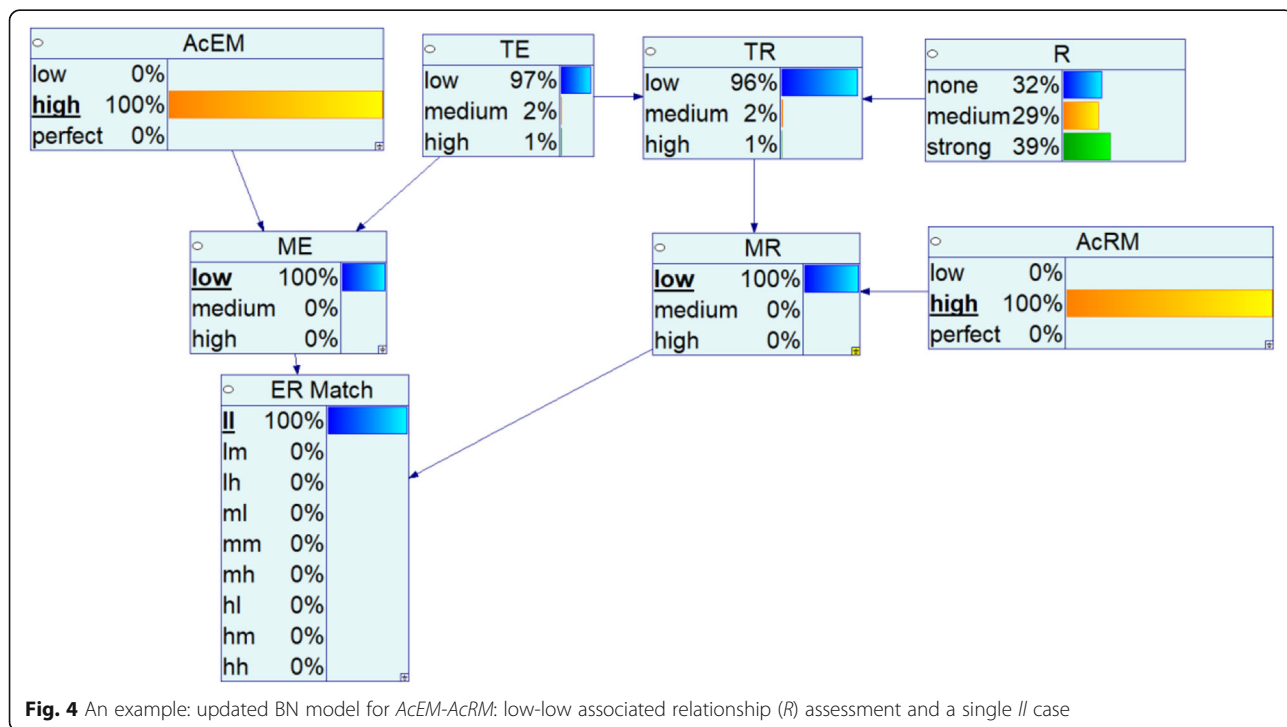 AcEM
low 0%
high 100%
perfect 0%
TE
low 97%
medium 2%
high 1%
TR
low 96%
medium 2%
high 1%
R
none 32%
medium 29%
strong 39%
ME
low 100%
medium 0%
high 0%
MR
low 100%
medium 0%
high 0%
AcRM
low 0%
high 100%
perfect 0%
ER Match
ll 100%
lm 0%
lh 0%
ml 0%
mm 0%
mh 0%
hl 0%
hm 0%
hh 0%
Fig. 4 An example: updated BN model for AcEM-AcRM: low-low associated relationship (R) assessment and a single ll case